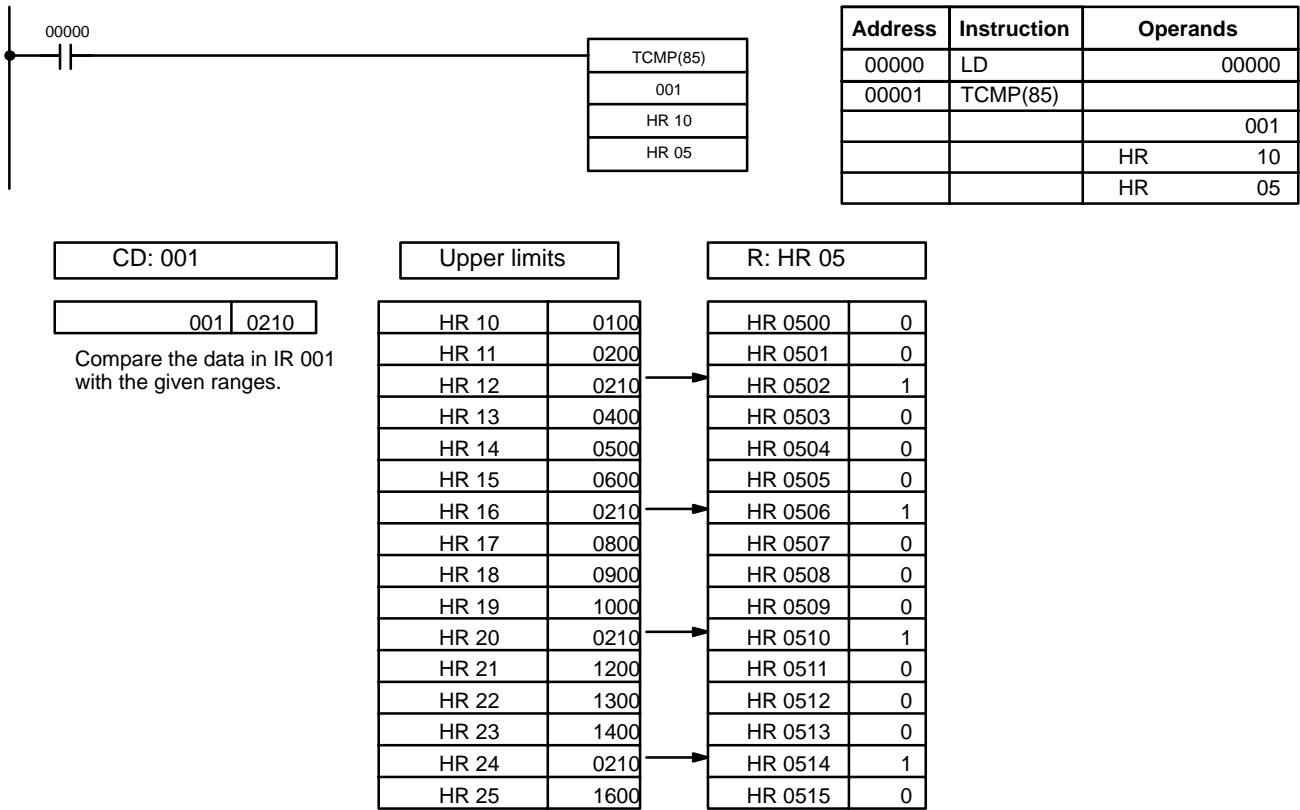 00000
TCMP(85)
001
HR 10
HR 05
Address Instruction Operands
00000 LD 00000
00001 TCMP(85)
001
HR 10
HR 05
CD: 001
001 0210
Compare the data in IR 001
with the given ranges.
Upper limits R: HR 05
HR 10 0100 HR 0500 0
HR 11 0200 HR 0501 0
HR 12 0210 HR 0502 1
HR 13 0400 HR 0503 0
HR 14 0500 HR 0504 0
HR 15 0600 HR 0505 0
HR 16 0210 HR 0506 1
HR 17 0800 HR 0507 0
HR 18 0900 HR 0508 0
HR 19 1000 HR 0509 0
HR 20 0210 HR 0510 1
HR 21 1200 HR 0511 0
HR 22 1300 HR 0512 0
HR 23 1400 HR 0513 0
HR 24 0210 HR 0514 1
HR 25 1600 HR 0515 0